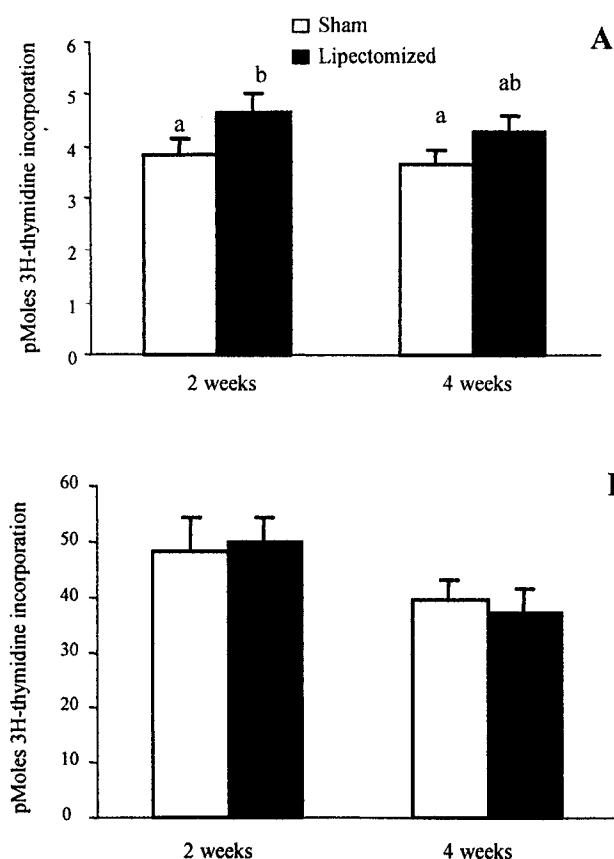 Sham
Lipectomized
A
pMoles 3H-thymidine incorporation
6
5
4
3
2
1
0
a
b
a
ab
2 weeks
4 weeks
pMoles 3H-thymidine incorporation
60
50
40
30
20
10
0
2 weeks
4 weeks